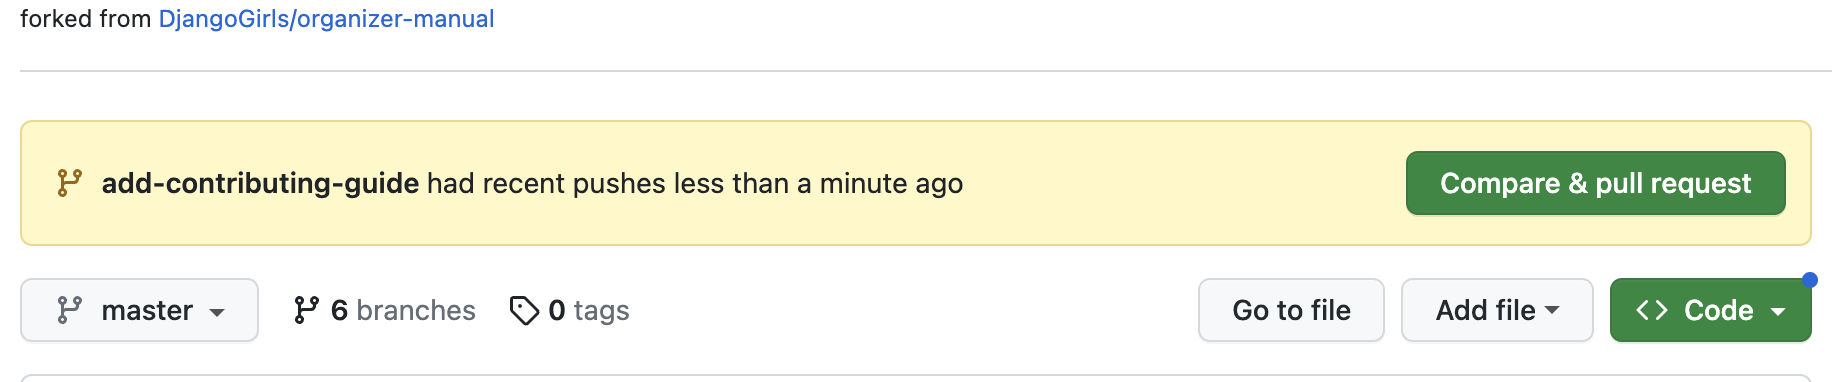 forked from DjangoGirls/organizer-manual
add-contributing-guide had recent pushes less than a minute ago
Compare & pull request
master
6 branches
0 tags
Go to file
Add file
<> Code